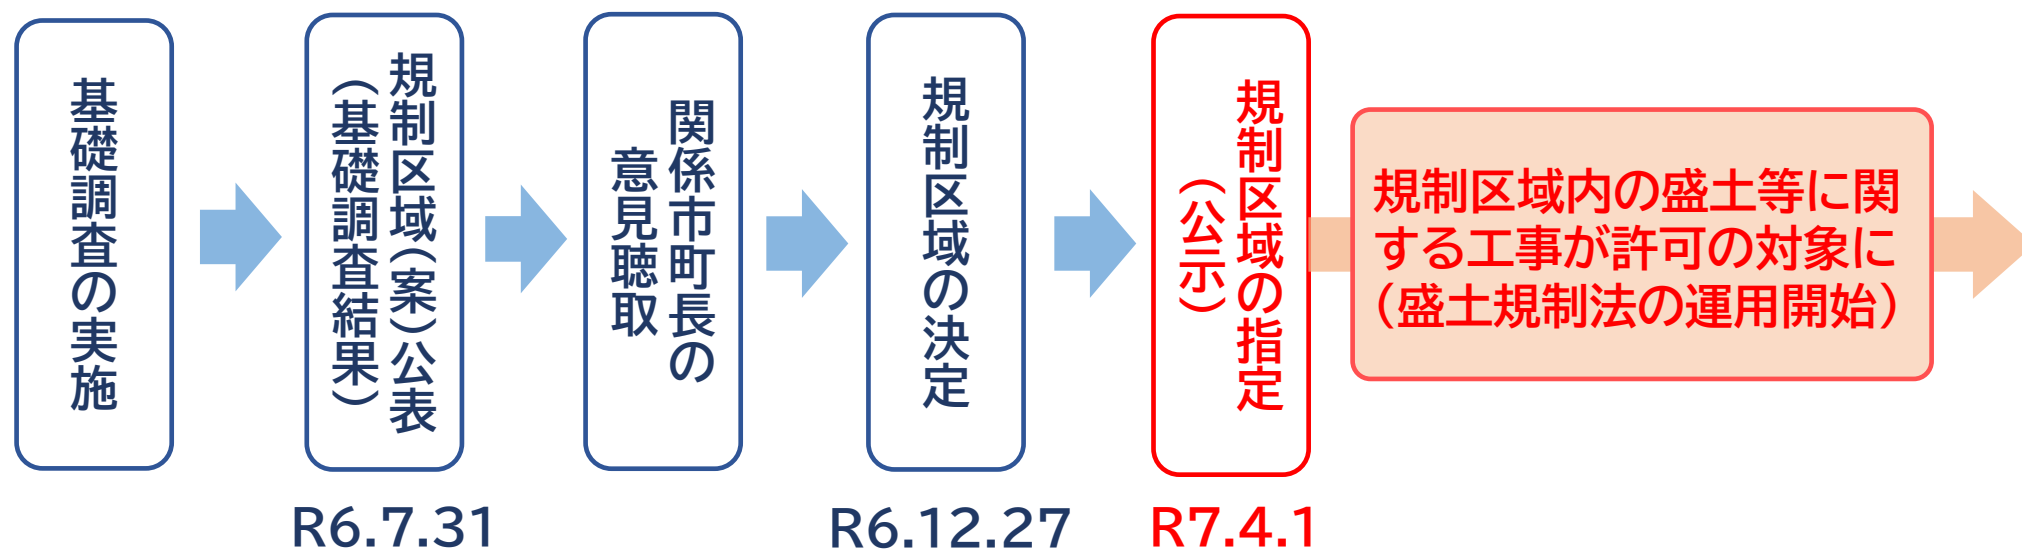 基礎調査の実施
規制区域（案）公表
（基礎調査結果）
関係市町長の
意見聴取
規制区域の決定
規制区域の指定
（公示）
規制区域内の盛土等に関
する工事が許可の対象に
（盛土規制法の運用開始）
R6.7.31
R6.12.27
R7.4.1